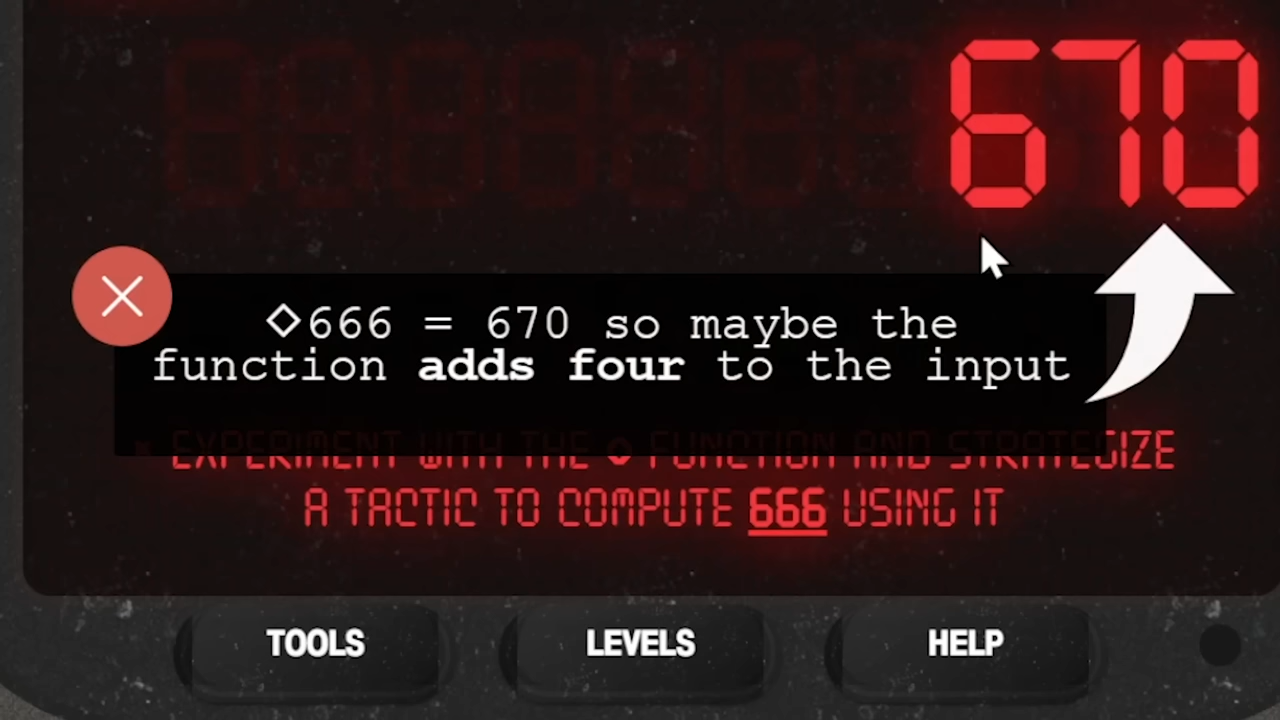 670
◇666 = 670 so maybe the
function adds four to the input
EXPERIMENT WITH THE ◇ FUNCTION AND STRATEGIZE
A TACTIC TO COMPUTE 666 USING IT
TOOLS
LEVELS
HELP